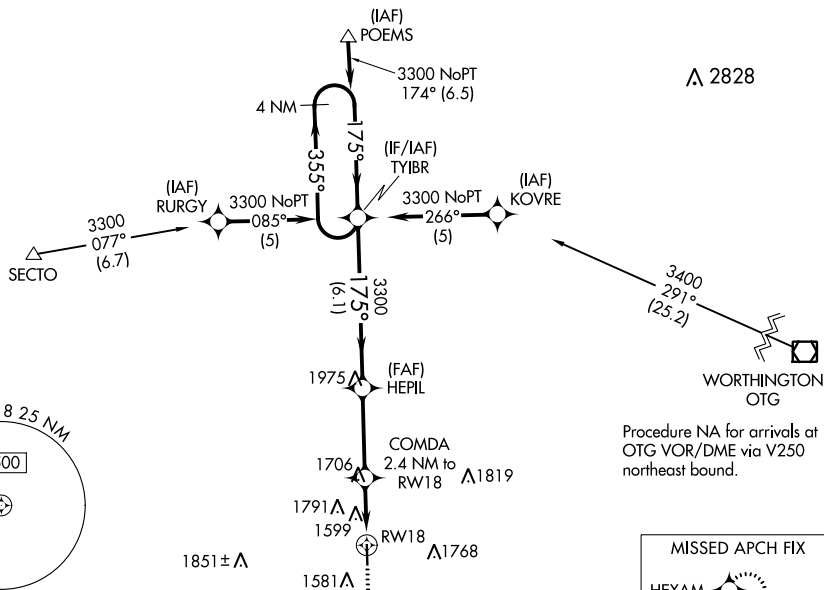 (IAF)
POEMS
3300 NoPT
174° (6.5)
2828
4 NM
175°
355°
(IF/IAF)
TYIBR
(IAF)
RURGY
3300 NoPT
085°
(5)
3300 NoPT
266°
(5)
(IAF)
KOVRE
3300
077°
(6.7)
SECTO
3300
175°
(6.1)
3400
291°
(25.2)
WORTHINGTON
OTG
Procedure NA for arrivals at
OTG VOR/DME via V250
northeast bound.
1975
(FAF)
HEPIL
8 25 NM
00
COMDA
2.4 NM to
RW18
1706
1819
1791
1599
RW18
1768
1851±
1581
MISSED APCH FIX
HEXAM